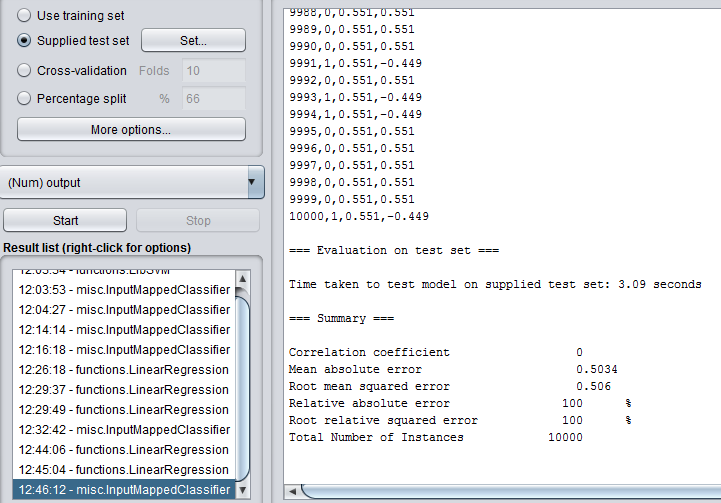 Use training set
Supplied test set Set...
Cross-validation Folds 10
Percentage split % 66
More options...
(Num) output
Start Stop
Result list (right-click for options)
12:03:34 - functions.LibSVM
12:03:53 - misc.InputMappedClassifier
12:04:27 - misc.InputMappedClassifier
12:14:14 - misc.InputMappedClassifier
12:16:18 - misc.InputMappedClassifier
12:26:18 - functions.LinearRegression
12:29:37 - functions.LinearRegression
12:29:49 - functions.LinearRegression
12:32:42 - misc.InputMappedClassifier
12:44:06 - functions.LinearRegression
12:45:04 - functions.LinearRegression
12:46:12 - misc.InputMappedClassifier
9988,0,0.551,0.551
9989,0,0.551,0.551
9990,0,0.551,0.551
9991,1,0.551,-0.449
9992,0,0.551,0.551
9993,1,0.551,-0.449
9994,1,0.551,-0.449
9995,0,0.551,0.551
9996,0,0.551,0.551
9997,0,0.551,0.551
9998,0,0.551,0.551
9999,0,0.551,0.551
10000,1,0.551,-0.449
=== Evaluation on test set ===
Time taken to test model on supplied test set: 3.09 seconds
=== Summary ===
Correlation coefficient 0
Mean absolute error 0.5034
Root mean squared error 0.506
Relative absolute error 100 %
Root relative squared error 100 %
Total Number of Instances 10000